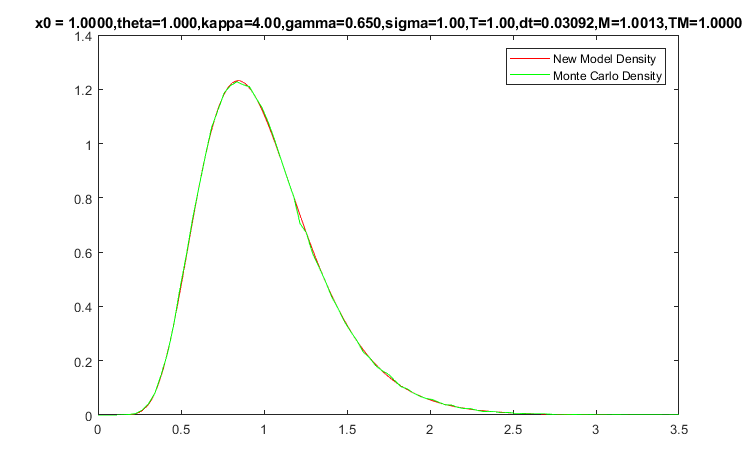 x0 = 1.0000,theta=1.000,kappa=4.00,gamma=0.650,sigma=1.00,T=1.00,dt=0.03092,M=1.0013,TM=1.0000
New Model Density
Monte Carlo Density
1.4
1.2
1
0.8
0.6
0.4
0.2
0
0 0.5 1 1.5 2 2.5 3 3.5